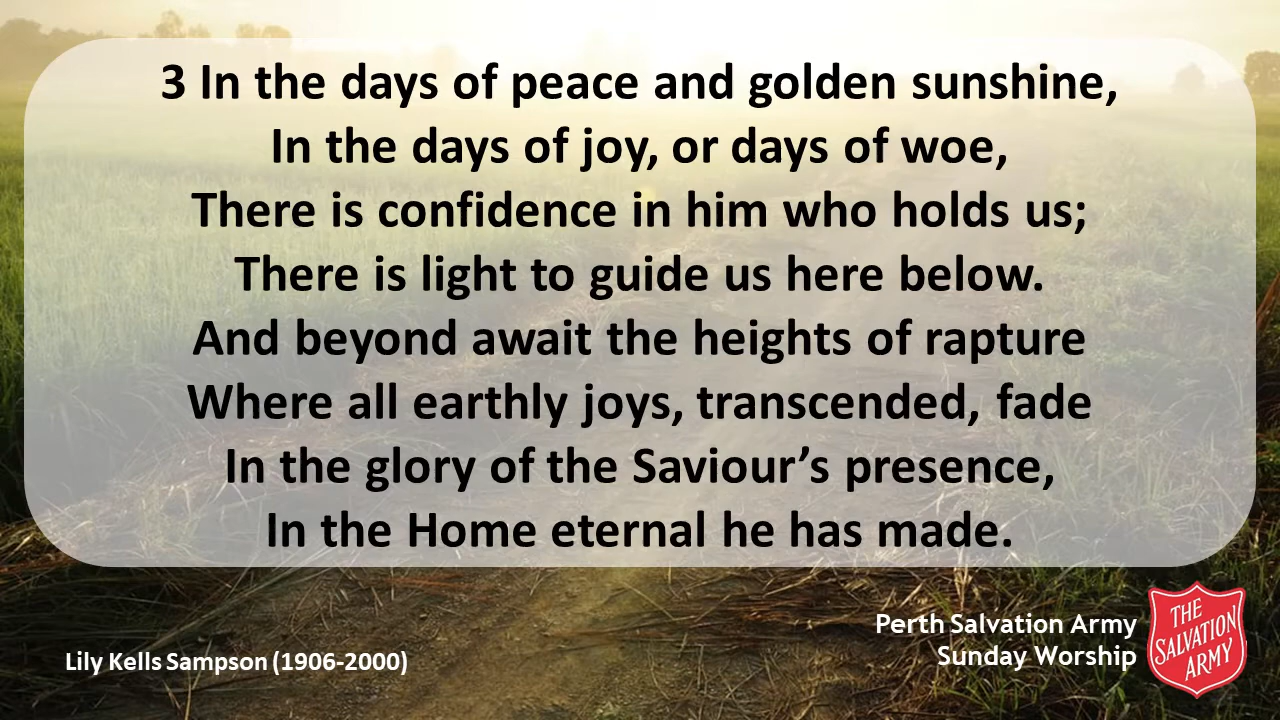 3 In the days of peace and golden sunshine,
In the days of joy, or days of woe,
There is confidence in him who holds us;
There is light to guide us here below.
And beyond await the heights of rapture
Where all earthly joys, transcended, fade
In the glory of the Saviour’s presence,
In the Home eternal he has made.
Lily Kells Sampson (1906-2000)
Perth Salvation Army
Sunday Worship
THE
SALVATION
ARMY